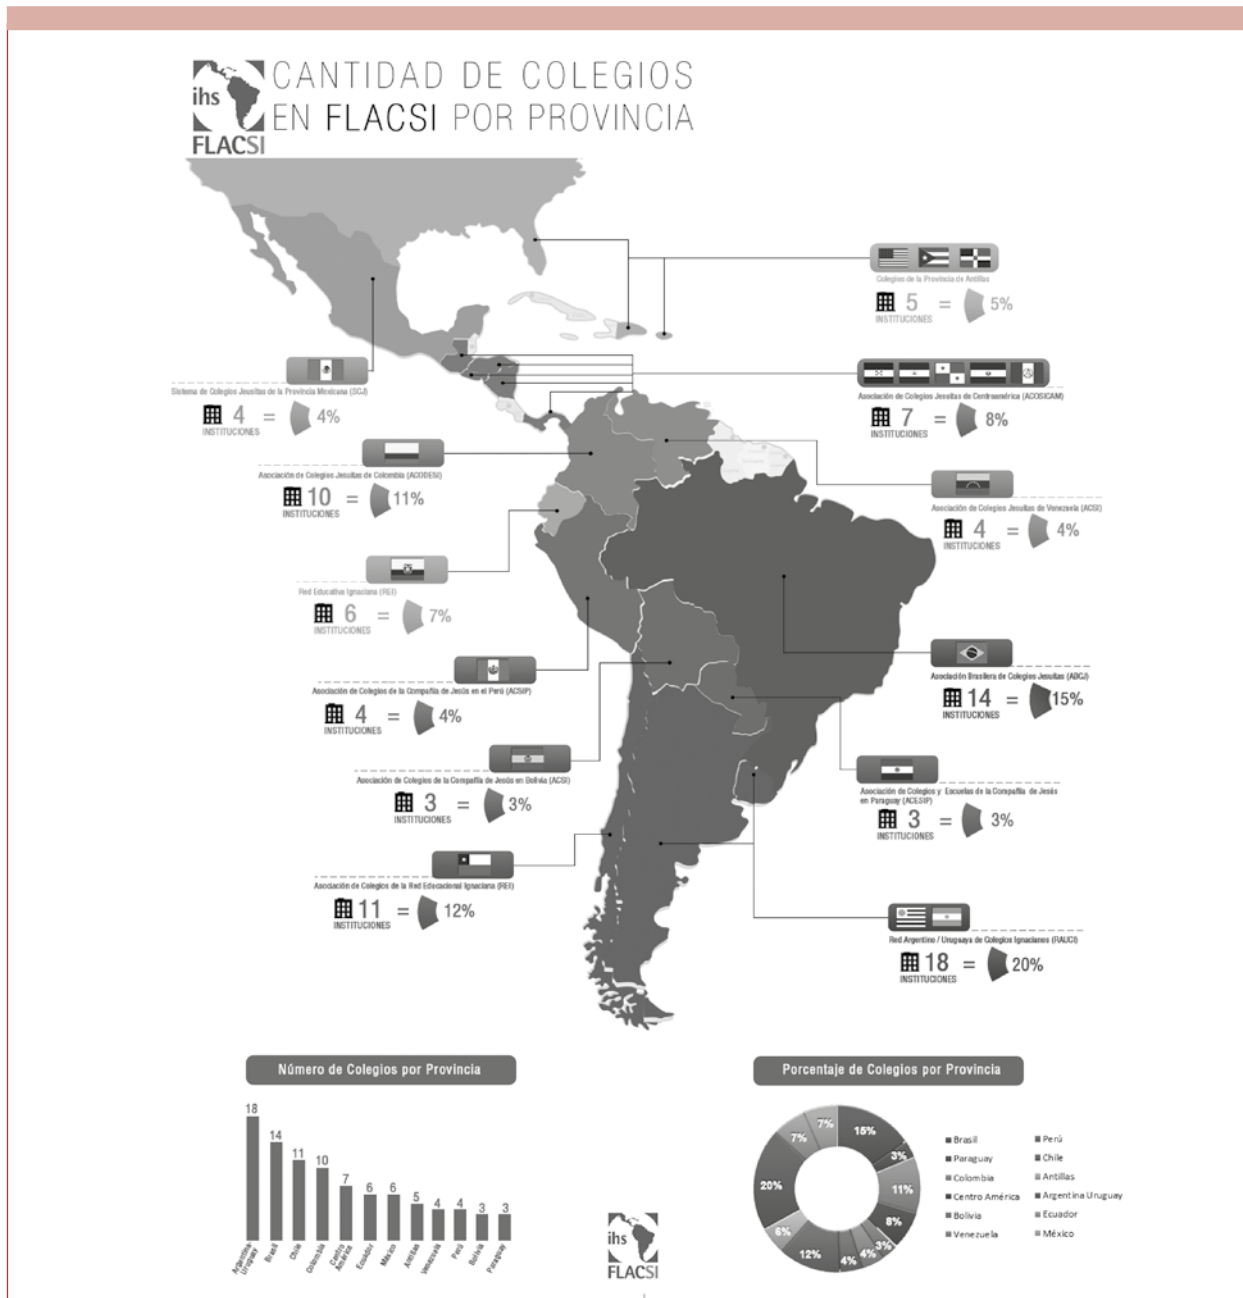 CANTIDAD DE COLEGIOS
EN FLACSI POR PROVINCIA
ihs
FLACSI
Colegios de la Provincia de Antillas
5 = 5%
INSTITUCIONES
Sistema de Colegios Jesuitas de la Provincia Mexicana (SCJ)
4 = 4%
INSTITUCIONES
Asociación de Colegios Jesuitas de Centroamérica (ACOSICAM)
7 = 8%
INSTITUCIONES
Asociación de Colegios Jesuitas de Colombia (ACODESI)
10 = 11%
INSTITUCIONES
Asociación de Colegios Jesuitas de Venezuela (ACSI)
4 = 4%
INSTITUCIONES
Red Educativa Ignaciana (REI)
6 = 7%
INSTITUCIONES
Asociación Brasilera de Colegios Jesuitas (ABCJ)
14 = 15%
INSTITUCIONES
Asociación de Colegios de la Compañía de Jesús en el Perú (ACSIP)
4 = 4%
INSTITUCIONES
Asociación de Colegios de la Compañía de Jesús en Bolivia (ACSI)
3 = 3%
INSTITUCIONES
Asociación de Colegios y Escuelas de la Compañía de Jesús
en Paraguay (ACESIP)
3 = 3%
INSTITUCIONES
Asociación de Colegios de la Red Educacional Ignaciana (REI)
11 = 12%
INSTITUCIONES
Red Argentino / Uruguaya de Colegios Ignacianos (RAUCI)
18 = 20%
INSTITUCIONES
Número de Colegios por Provincia
18
14
11
10
7
6
6
5
4
4
3
3
Argentina-
Uruguay
Brasil
Chile
Colombia
Centro
América
Ecuador
México
Antillas
Venezuela
Perú
Bolivia
Paraguay
ihs
FLACSI
Porcentaje de Colegios por Provincia
15%
3%
11%
8%
3%
4%
4%
12%
6%
20%
7%
7%
Brasil
Paraguay
Colombia
Centro América
Bolivia
Venezuela
Perú
Chile
Antillas
Argentina Uruguay
Ecuador
México